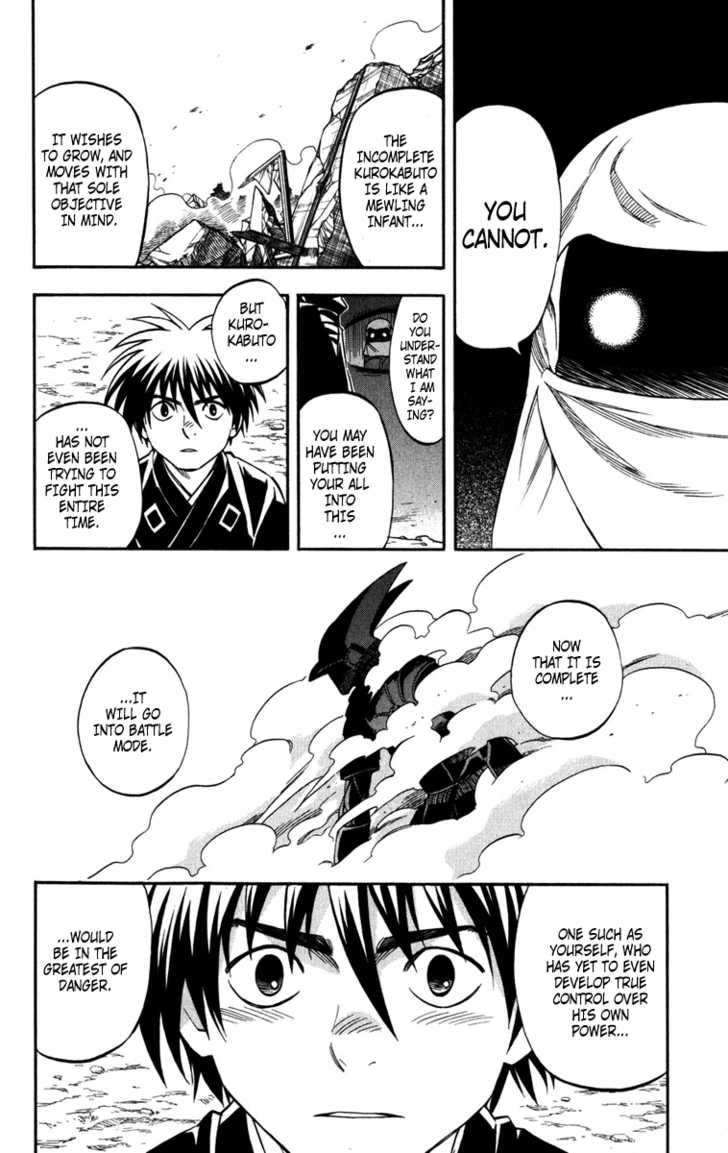 YOU
CANNOT.
THE
INCOMPLETE
KUROKABUTO
IS LIKE A
MEWLING
INFANT...
IT WISHES
TO GROW, AND
MOVES WITH
THAT SOLE
OBJECTIVE
IN MIND.
DO
YOU
UNDER-
STAND
WHAT
I AM
SAY-
ING?
YOU MAY
HAVE BEEN
PUTTING
YOUR ALL
INTO
THIS
...
BUT
KURO-
KABUTO
...
...
HAS NOT
EVEN BEEN
TRYING TO
FIGHT THIS
ENTIRE
TIME.
NOW
THAT IT IS
COMPLETE
...
...IT
WILL GO
INTO BATTLE
MODE.
ONE SUCH AS
YOURSELF, WHO
HAS YET TO EVEN
DEVELOP TRUE
CONTROL OVER
HIS OWN
POWER...
...WOULD
BE IN THE
GREATEST OF
DANGER.